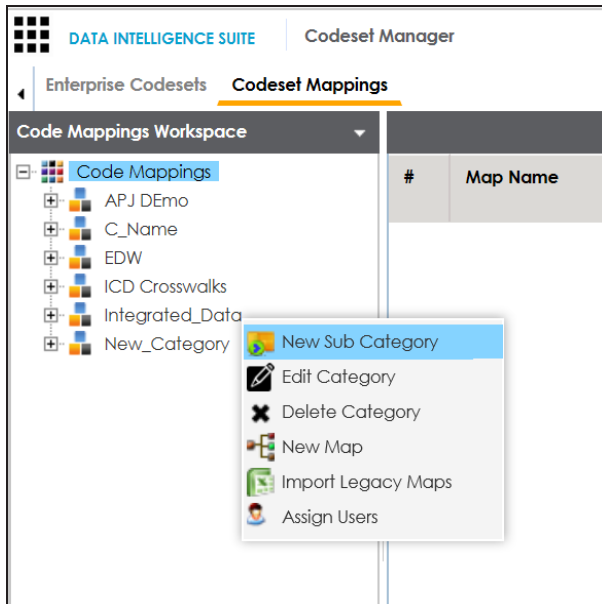 DATA INTELLIGENCE SUITE Codeset Manager
Enterprise Codesets Codeset Mappings
Code Mappings Workspace
# Map Name
Code Mappings
APJ DEmo
C_Name
EDW
ICD Crosswalks
Integrated_Data
New_Category
New Sub Category
Edit Category
Delete Category
New Map
Import Legacy Maps
Assign Users